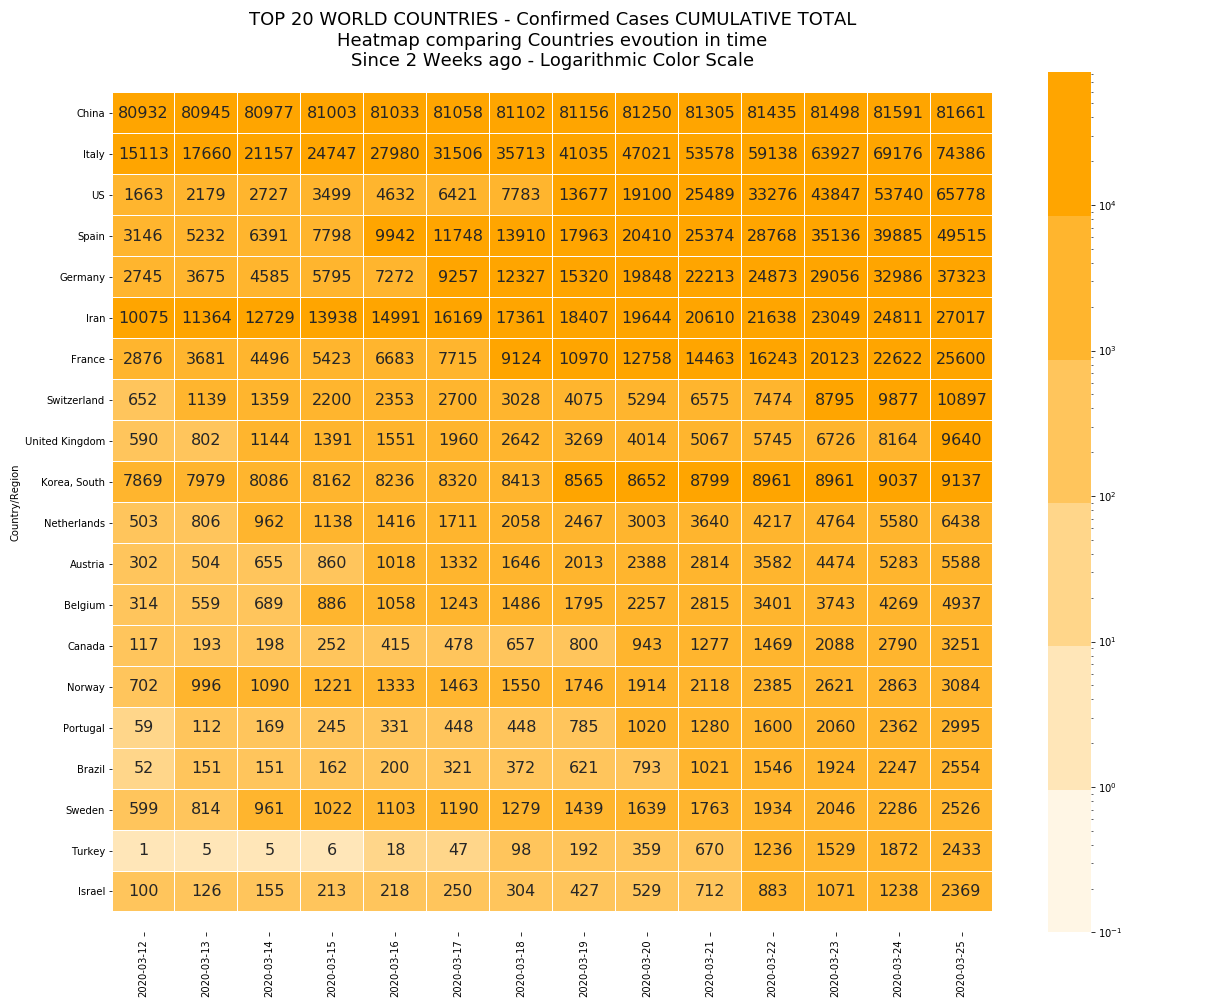 TOP 20 WORLD COUNTRIES - Confirmed Cases CUMULATIVE TOTAL
Heatmap comparing Countries evoution in time
Since 2 Weeks ago - Logarithmic Color Scale
China 80932 80945 80977 81003 81033 81058 81102 81156 81250 81305 81435 81498 81591 81661
Italy 15113 17660 21157 24747 27980 31506 35713 41035 47021 53578 59138 63927 69176 74386
US 1663 2179 2727 3499 4632 6421 7783 13677 19100 25489 33276 43847 53740 65778
Spain 3146 5232 6391 7798 9942 11748 13910 17963 20410 25374 28768 35136 39885 49515
Germany 2745 3675 4585 5795 7272 9257 12327 15320 19848 22213 24873 29056 32986 37323
Iran 10075 11364 12729 13938 14991 16169 17361 18407 19644 20610 21638 23049 24811 27017
France 2876 3681 4496 5423 6683 7715 9124 10970 12758 14463 16243 20123 22622 25600
Switzerland 652 1139 1359 2200 2353 2700 3028 4075 5294 6575 7474 8795 9877 10897
United Kingdom 590 802 1144 1391 1551 1960 2642 3269 4014 5067 5745 6726 8164 9640
Korea, South 7869 7979 8086 8162 8236 8320 8413 8565 8652 8799 8961 8961 9037 9137
Netherlands 503 806 962 1138 1416 1711 2058 2467 3003 3640 4217 4764 5580 6438
Austria 302 504 655 860 1018 1332 1646 2013 2388 2814 3582 4474 5283 5588
Belgium 314 559 689 886 1058 1243 1486 1795 2257 2815 3401 3743 4269 4937
Canada 117 193 198 252 415 478 657 800 943 1277 1469 2088 2790 3251
Norway 702 996 1090 1221 1333 1463 1550 1746 1914 2118 2385 2621 2863 3084
Portugal 59 112 169 245 331 448 448 785 1020 1280 1600 2060 2362 2995
Brazil 52 151 151 162 200 321 372 621 793 1021 1546 1924 2247 2554
Sweden 599 814 961 1022 1103 1190 1279 1439 1639 1763 1934 2046 2286 2526
Turkey 1 5 5 6 18 47 98 192 359 670 1236 1529 1872 2433
Israel 100 126 155 213 218 250 304 427 529 712 883 1071 1238 2369
Country/Region
2020-03-12 2020-03-13 2020-03-14 2020-03-15 2020-03-16 2020-03-17 2020-03-18 2020-03-19 2020-03-20 2020-03-21 2020-03-22 2020-03-23 2020-03-24 2020-03-25
10⁴
10³
10²
10¹
10⁰
10⁻¹